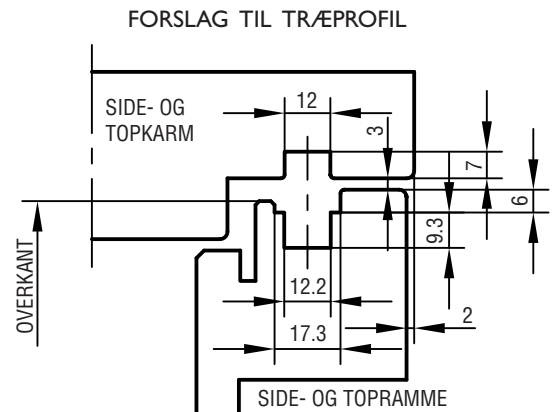 FORSLAG TIL TRÆPROFIL
SIDE- OG
TOPKARM
12
3
7
6
9.3
OVERKANT
12.2
2
17.3
SIDE- OG TOPRAMME